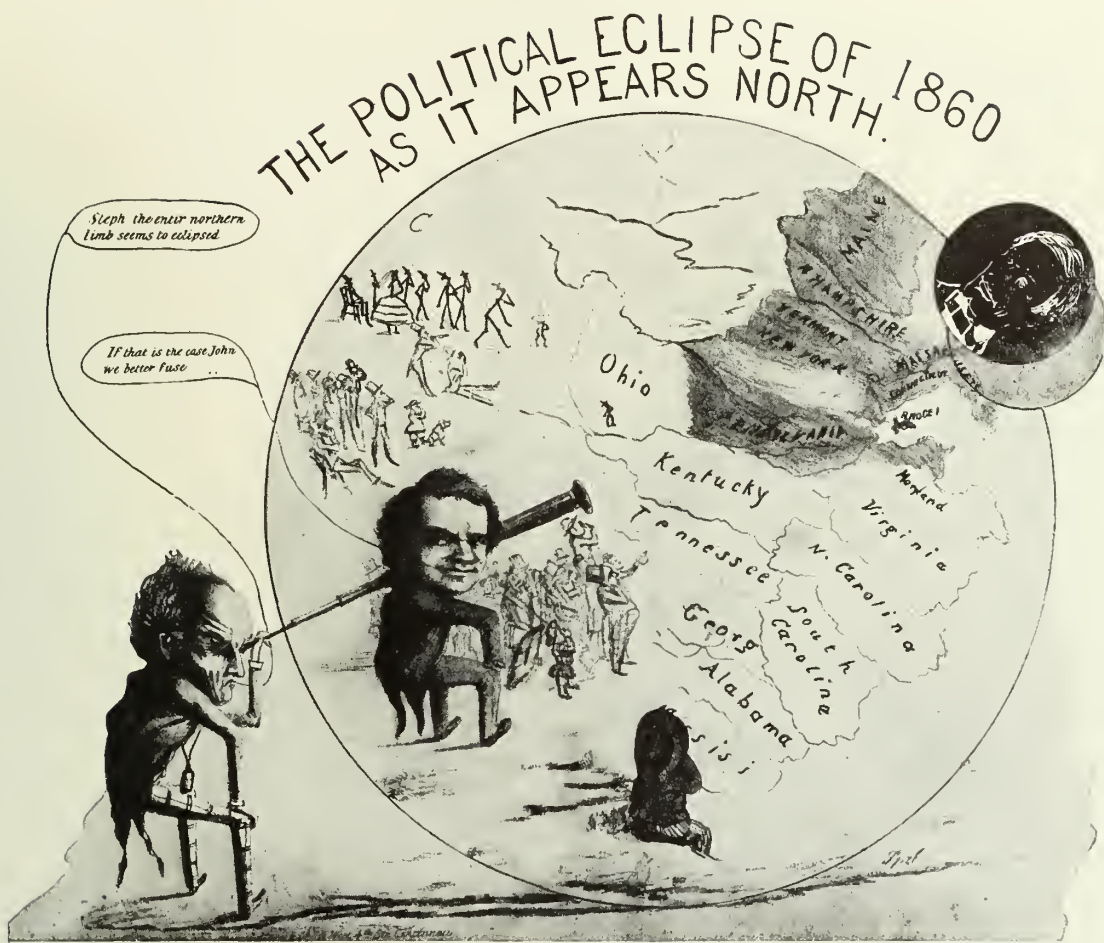 THE POLITICAL ECLIPSE OF 1860
AS IT APPEARS NORTH.
Steph the entir northern
limb seems to eclipsed
If that is the case John
we better Fuse
C
MAINE
N.HAMPSHIRE
VERMONT
NEW YORK
Ohio
Kentucky
Maryland
Virginia
Tennessee
N. Carolina
South
Carolina
Georg
Alabama
sis i